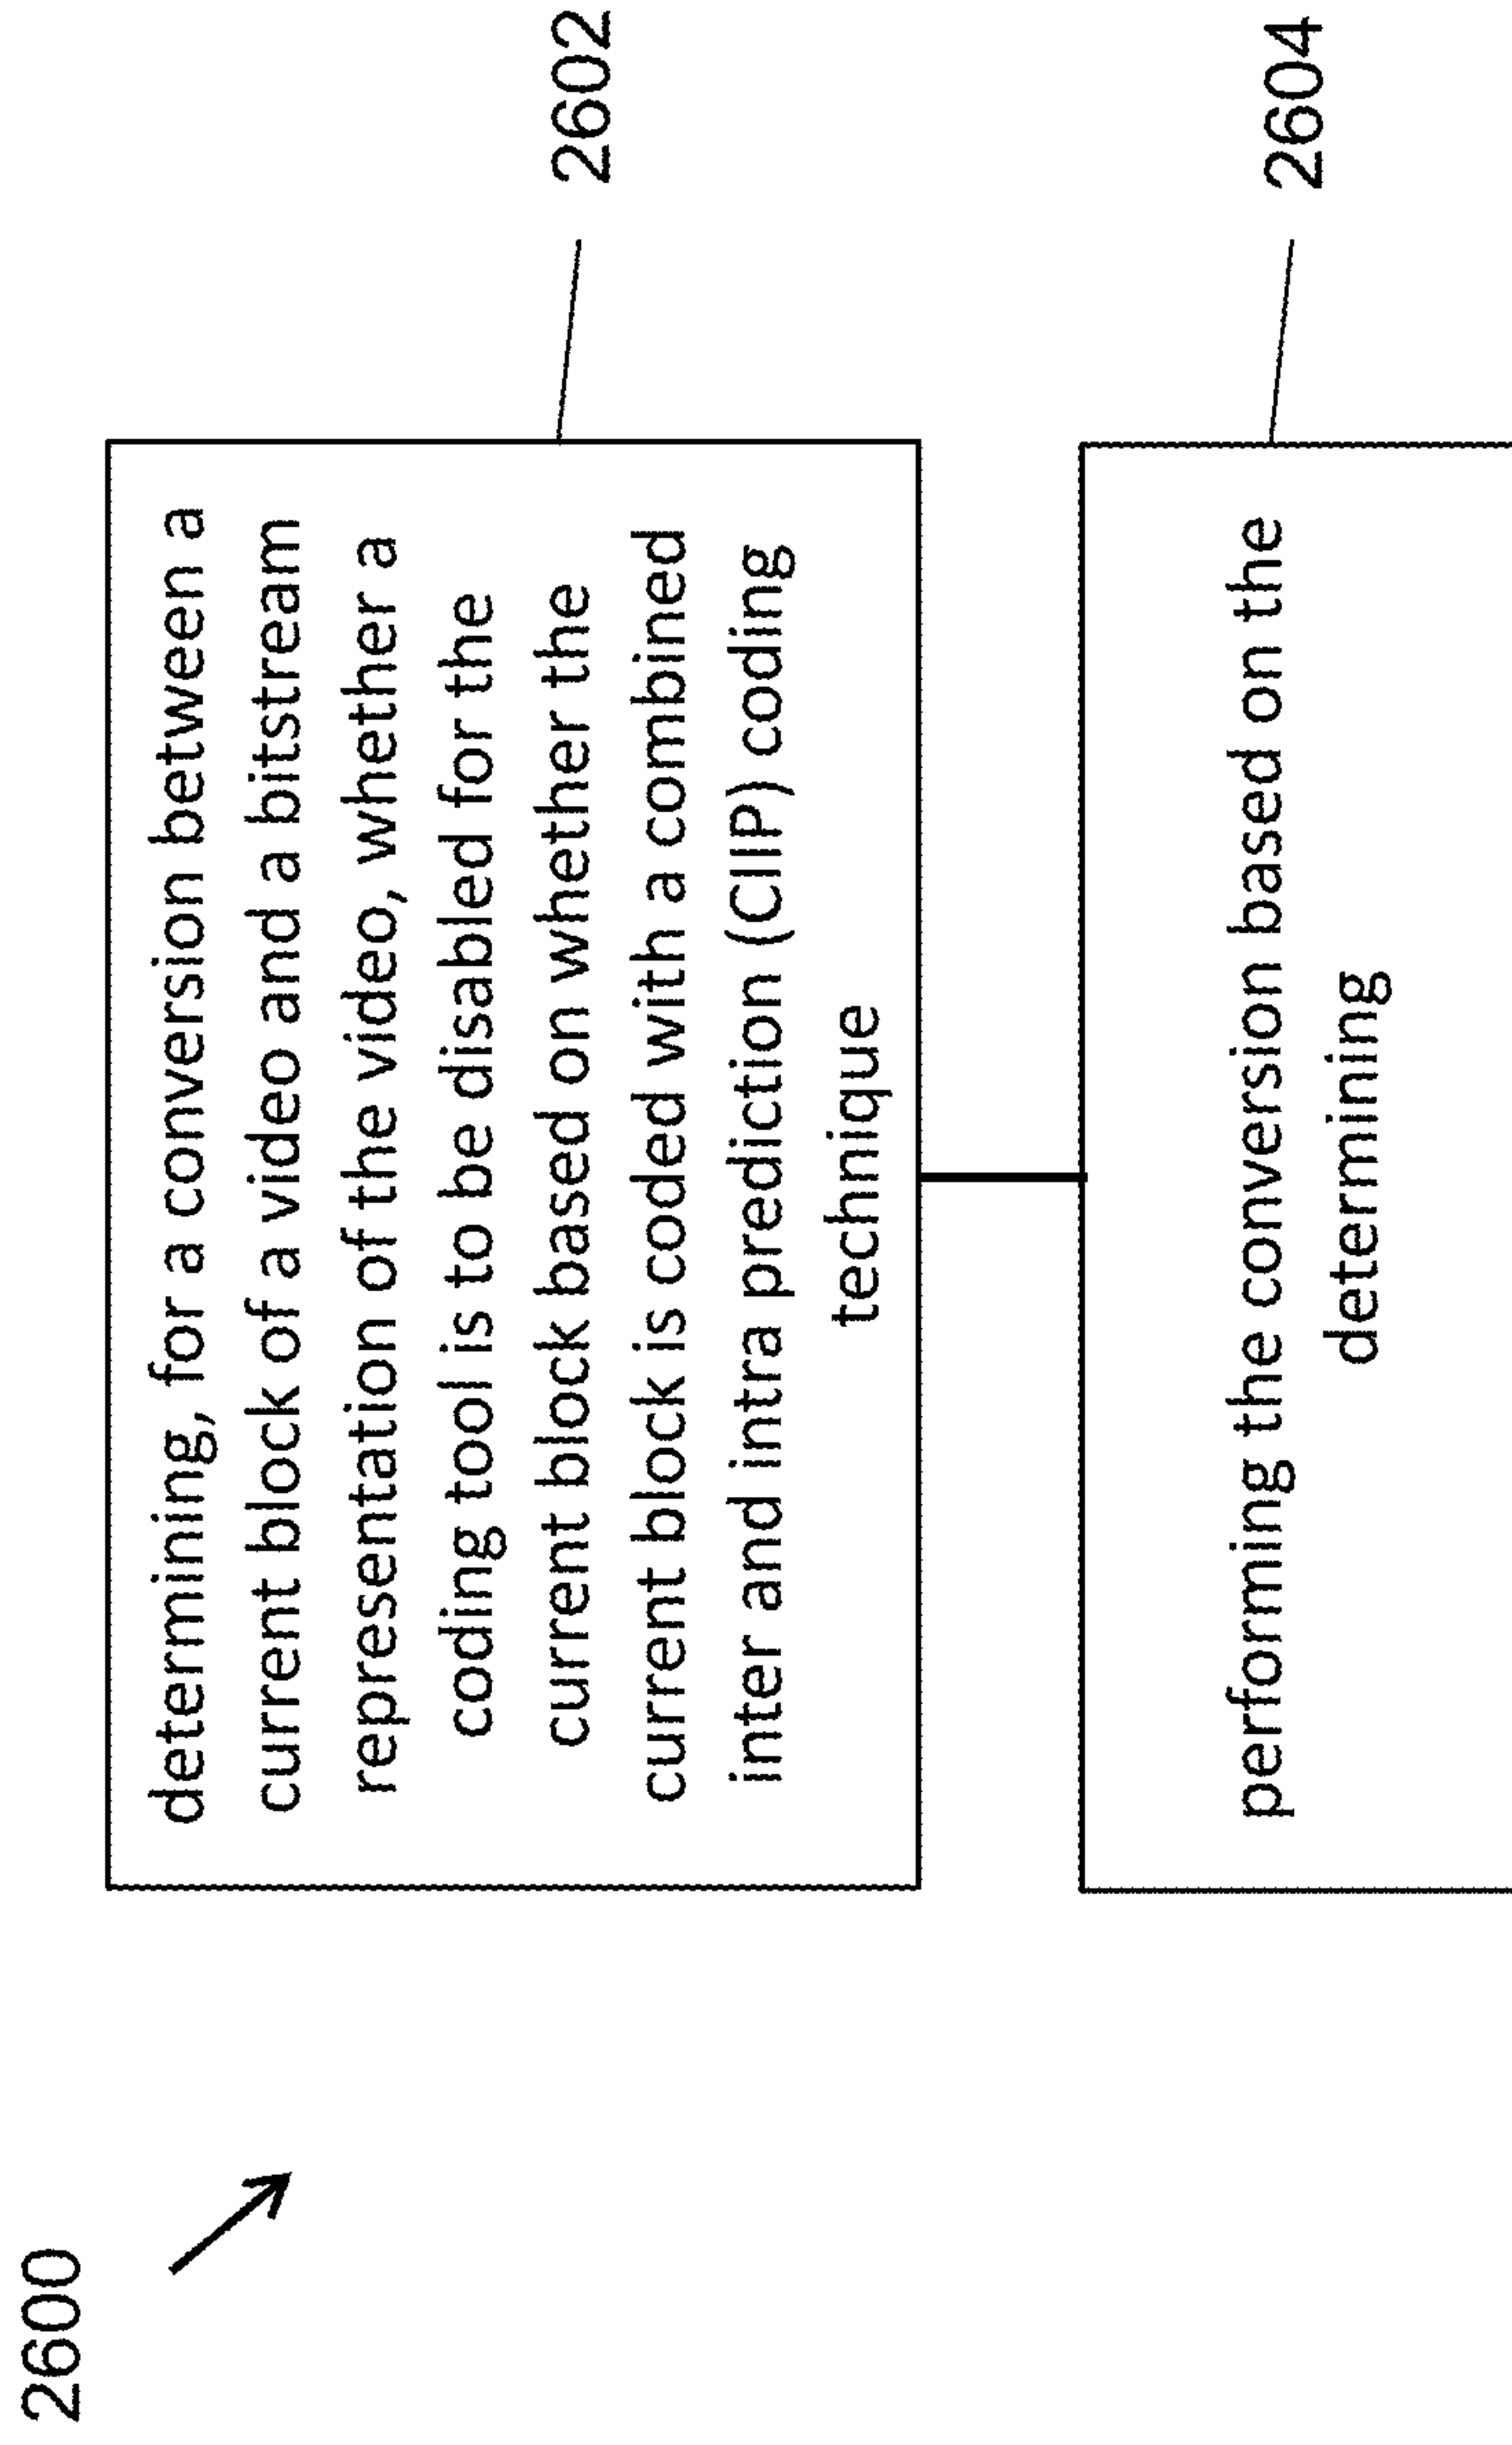 2600
determining, for a conversion between a
current block of a video and a bitstream
representation of the video, whether a
coding tool is to be disabled for the
current block based on whether the
current block is coded with a combined
inter and intra prediction (CIIP) coding
technique
2602
performing the conversion based on the
determining
2604